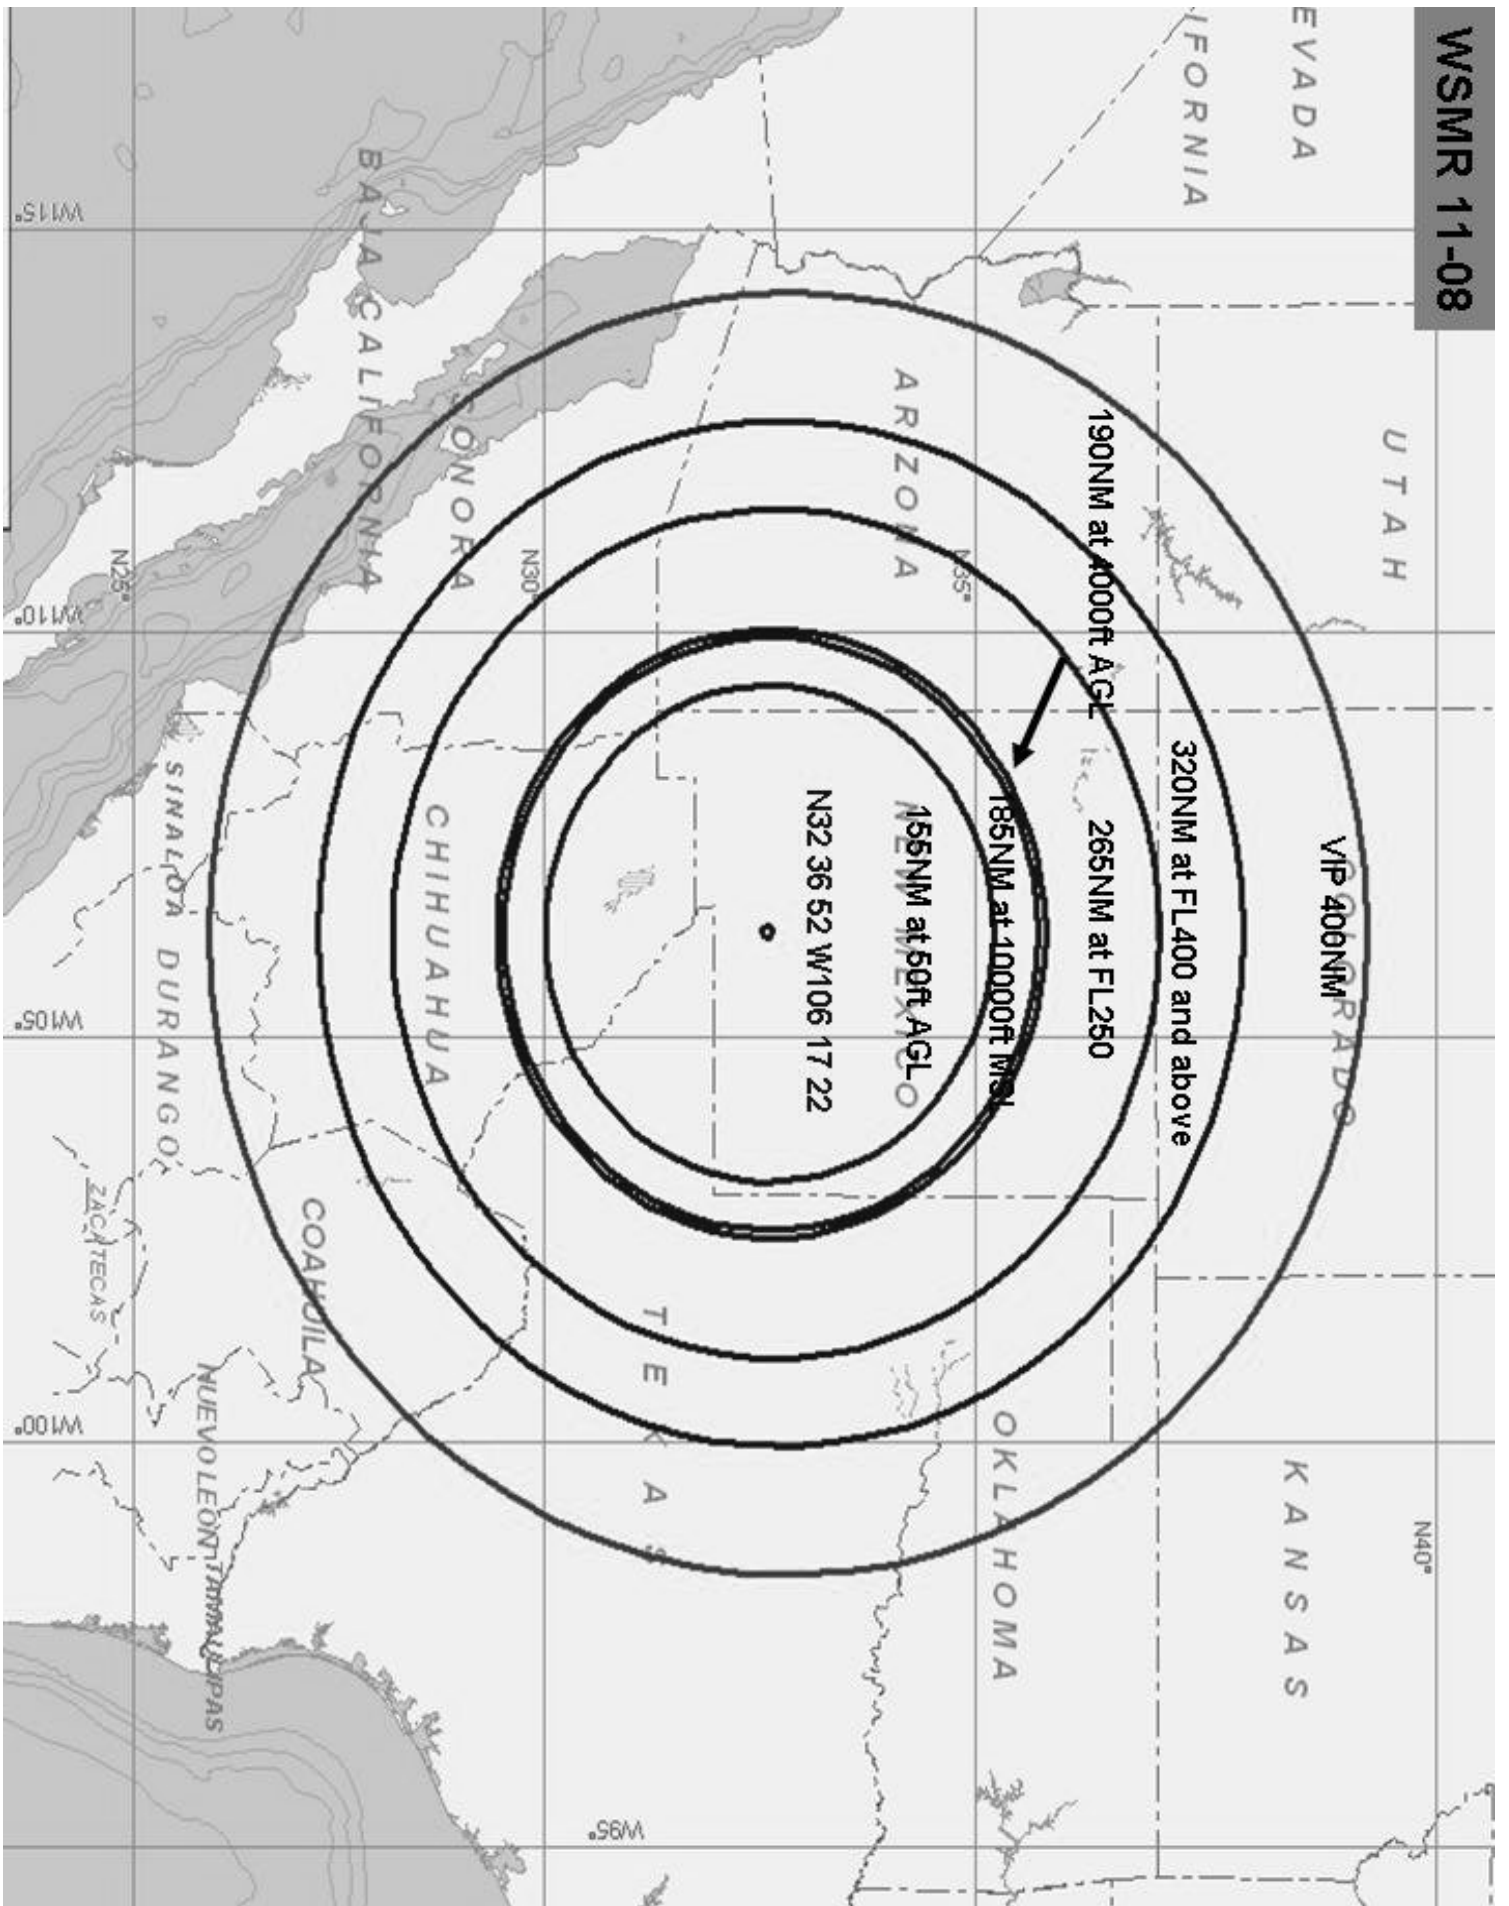 WSMR 11-08
EVADA
IFORNIA
UTAH
COLORADO
VIP 400NM
KANSAS
N40°
320NM at FL400 and above
190NM at 4000ft AGL
265NM at FL250
185NM at 10000ft MSL
155NM at 50ft AGL
N32 36 52 W106 17 22
ARZONA
N35°
NEW MEXICO
OKLAHOMA
TEXAS
N30°
SONORA
CHIHUAHUA
BAJA CALIFORNIA
COAHUILA
NUEVO LEON
TAMAULIPAS
SINALOA
DURANGO
ZACATECAS
N25°
W115°
W110°
W105°
W100°
W95°